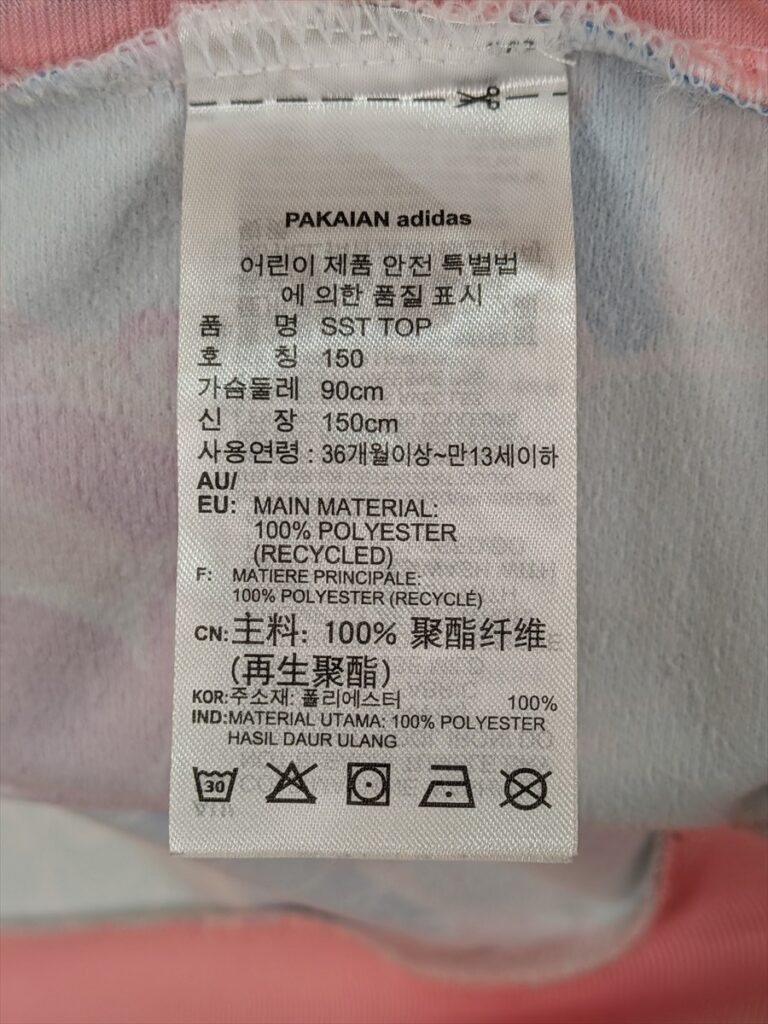 PAKAIAN adidas
어린이 제품 안전 특별법
에 의한 품질 표시
품 명 SST TOP
호 칭 150
가슴둘레 90cm
신 장 150cm
사용연령 : 36개월이상~만13세이하
AU/
EU: MAIN MATERIAL:
100% POLYESTER
(RECYCLED)
F: MATIERE PRINCIPALE:
100% POLYESTER (RECYCLÉ)
CN: 主料: 100% 聚酯纤维
(再生聚酯)
KOR: 주소재: 폴리에스터 100%
IND: MATERIAL UTAMA: 100% POLYESTER
HASIL DAUR ULANG
30